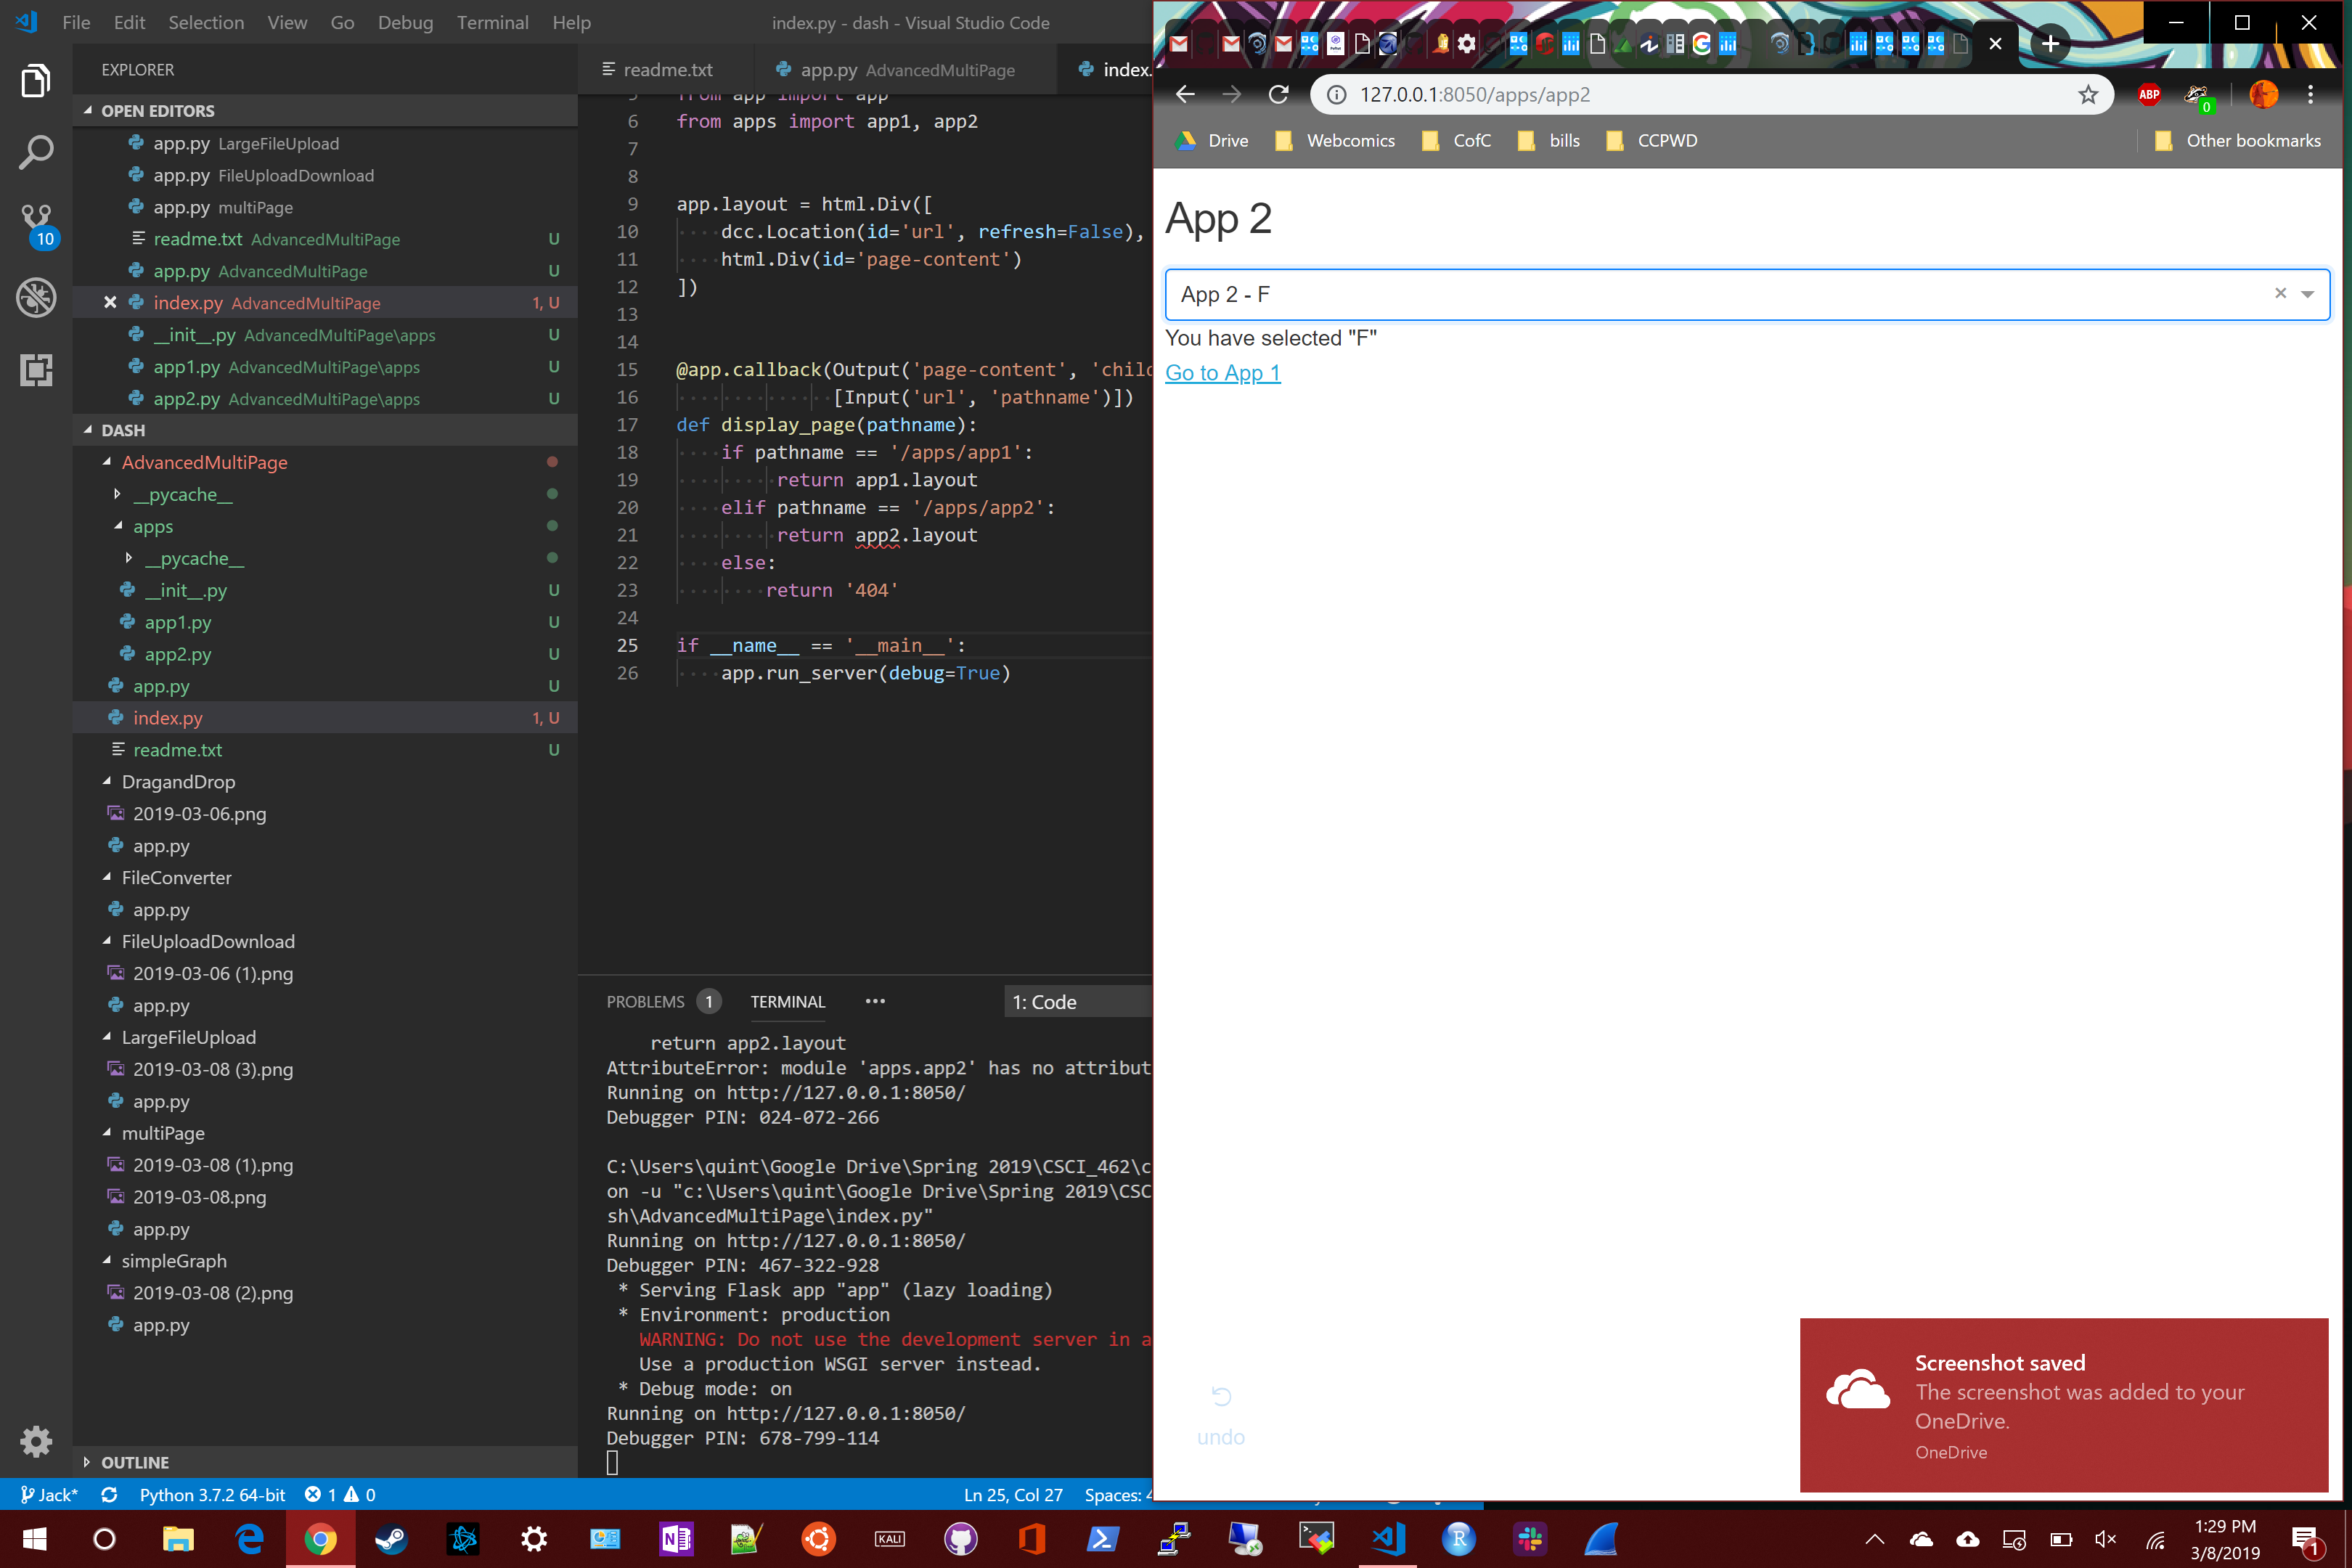 File Edit Selection View Go Debug Terminal Help
index.py - dash - Visual Studio Code
EXPLORER
OPEN EDITORS
app.py LargeFileUpload
app.py FileUploadDownload
app.py multiPage
readme.txt AdvancedMultiPage U
app.py AdvancedMultiPage U
index.py AdvancedMultiPage 1, U
__init__.py AdvancedMultiPage\apps U
app1.py AdvancedMultiPage\apps U
app2.py AdvancedMultiPage\apps U
10
DASH
AdvancedMultiPage
__pycache__
apps
__pycache__
__init__.py U
app1.py U
app2.py U
app.py U
index.py 1, U
readme.txt U
DragandDrop
2019-03-06.png
app.py
FileConverter
app.py
FileUploadDownload
2019-03-06 (1).png
app.py
LargeFileUpload
2019-03-08 (3).png
app.py
multiPage
2019-03-08 (1).png
2019-03-08.png
app.py
simpleGraph
2019-03-08 (2).png
app.py
OUTLINE
readme.txt app.py AdvancedMultiPage index.
5 from app import app
6 from apps import app1, app2
7
8
9 app.layout = html.Div([
10 dcc.Location(id='url', refresh=False),
11 html.Div(id='page-content')
12 ])
13
14
15 @app.callback(Output('page-content', 'chil
16 [Input('url', 'pathname')])
17 def display_page(pathname):
18 if pathname == '/apps/app1':
19 return app1.layout
20 elif pathname == '/apps/app2':
21 return app2.layout
22 else:
23 return '404'
24
25 if __name__ == '__main__':
26 app.run_server(debug=True)
PROBLEMS 1 TERMINAL ··· 1: Code
return app2.layout
AttributeError: module 'apps.app2' has no attribut
Running on http://127.0.0.1:8050/
Debugger PIN: 024-072-266
C:\Users\quint\Google Drive\Spring 2019\CSCI_462\c
on -u "c:\Users\quint\Google Drive\Spring 2019\CSC
sh\AdvancedMultiPage\index.py"
Running on http://127.0.0.1:8050/
Debugger PIN: 467-322-928
* Serving Flask app "app" (lazy loading)
* Environment: production
WARNING: Do not use the development server in a
Use a production WSGI server instead.
* Debug mode: on
Running on http://127.0.0.1:8050/
Debugger PIN: 678-799-114
Jack* Python 3.7.2 64-bit 1 0 Ln 25, Col 27 Spaces: 4
127.0.0.1:8050/apps/app2
ABP
0
Drive Webcomics CofC bills CCPWD Other bookmarks
App 2
App 2 - F
You have selected "F"
Go to App 1
undo
Screenshot saved
The screenshot was added to your
OneDrive.
OneDrive
KALI
1:29 PM
3/8/2019
1